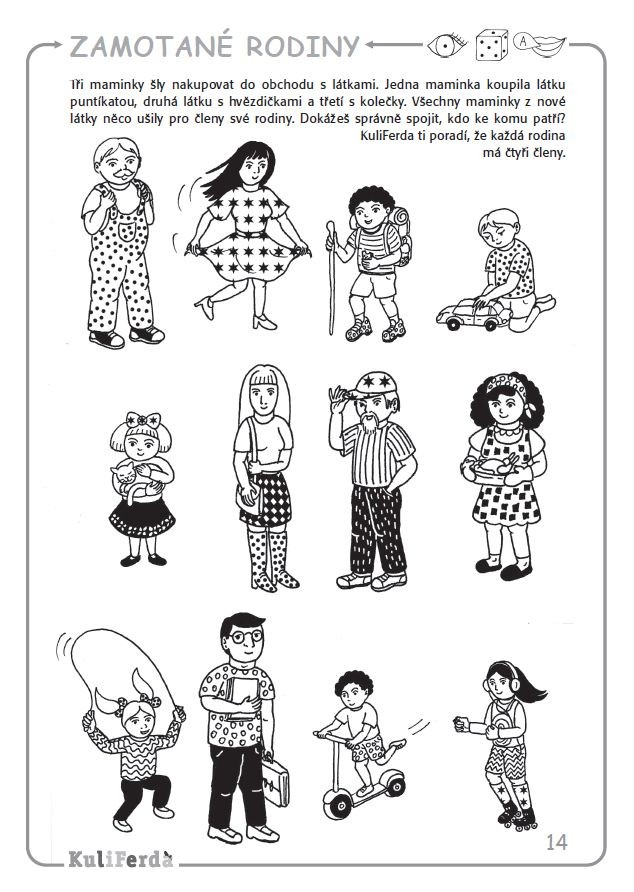 ZAMOTANÉ RODINY
A
Tři maminky šly nakupovat do obchodu s látkami. Jedna maminka koupila látku
puntíkatou, druhá látku s hvězdičkami a třetí s kolečky. Všechny maminky z nové
látky něco ušily pro členy své rodiny. Dokážeš správně spojit, kdo ke komu patří?
KuliFerda ti poradí, že každá rodina
má čtyři členy.
14
KuliFerda